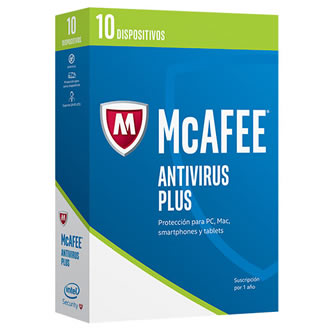 10 DISPOSITIVOS
McAFEE
ANTIVIRUS
PLUS
Protección para PC, Mac,
smartphones y tablets
Suscripción
por 1 año
10
DISPOSITIVOS
McAFEE
ANTIVIRUS
PLUS
intel
Security